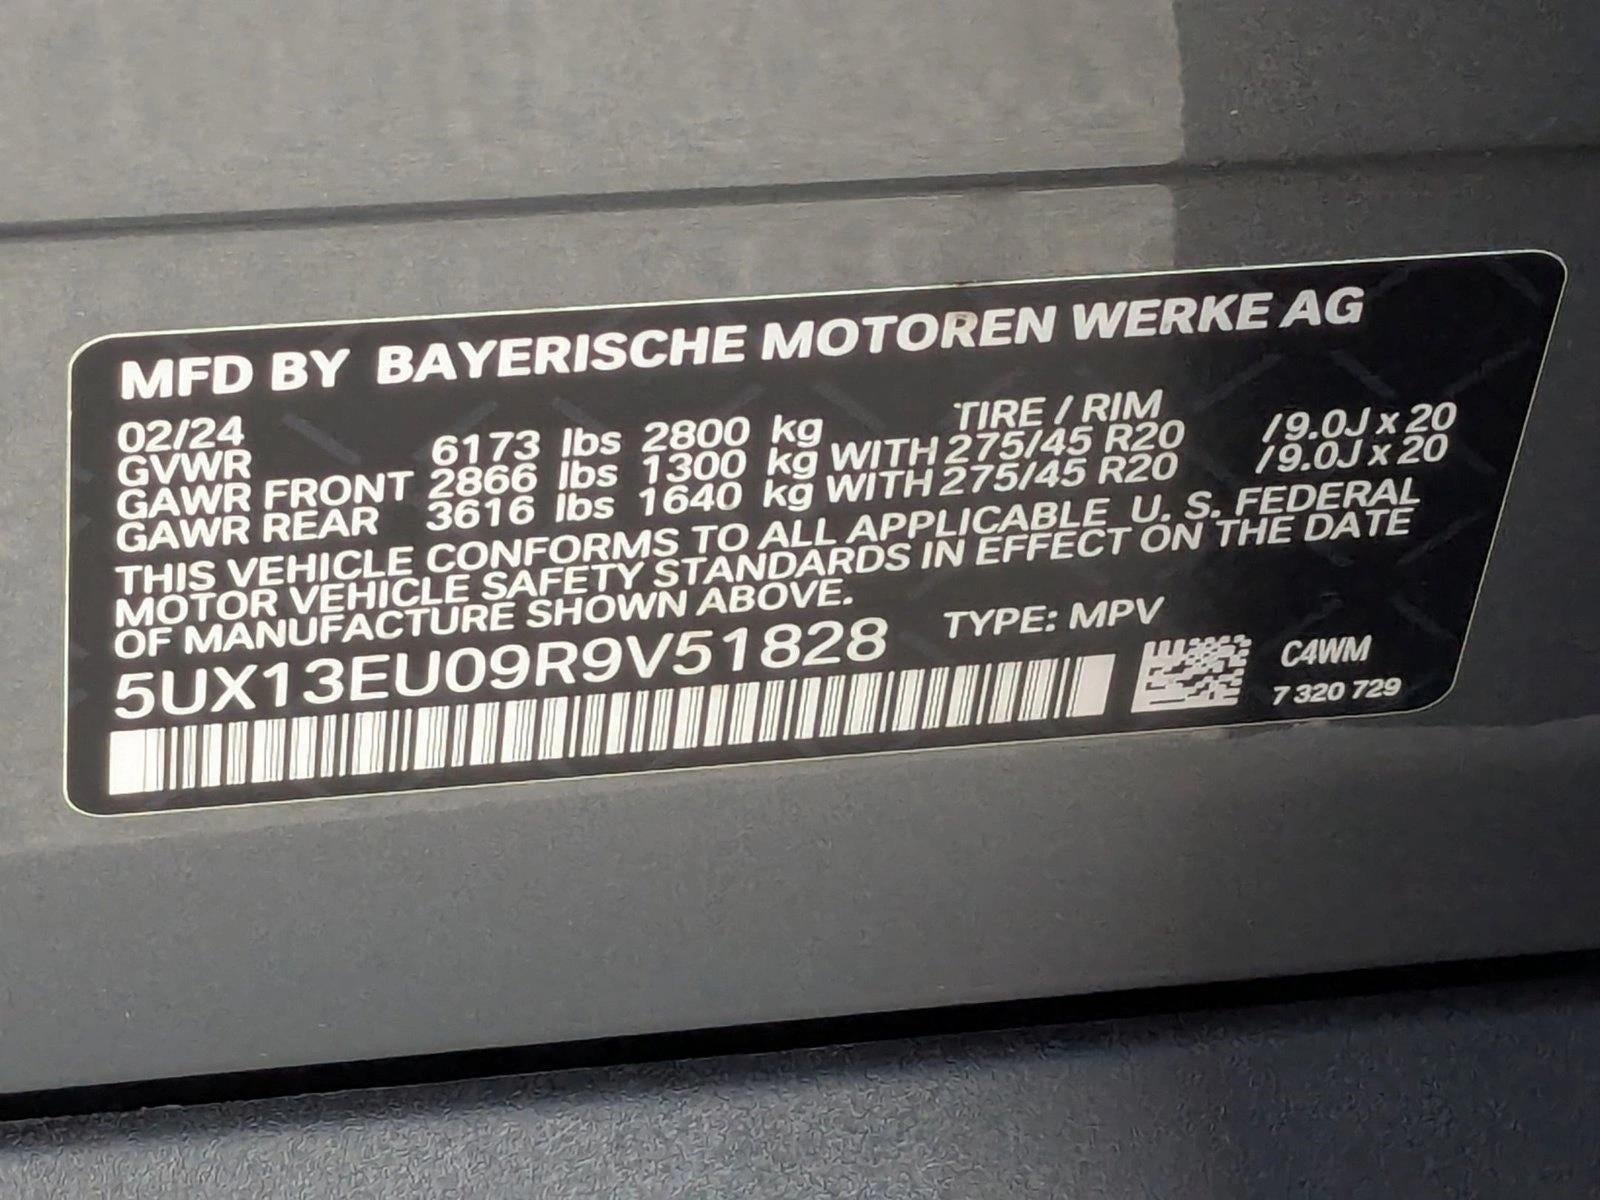 MFD BY BAYERISCHE MOTOREN WERKE AG
02/24 TIRE / RIM
GVWR 6173 lbs 2800 kg
GAWR FRONT 2866 lbs 1300 kg WITH 275/45 R20 /9.0J x 20
GAWR REAR 3616 lbs 1640 kg WITH 275/45 R20 /9.0J x 20
THIS VEHICLE CONFORMS TO ALL APPLICABLE U. S. FEDERAL
MOTOR VEHICLE SAFETY STANDARDS IN EFFECT ON THE DATE
OF MANUFACTURE SHOWN ABOVE.
5UX13EU09R9V51828 TYPE: MPV
C4WM
7 320 729